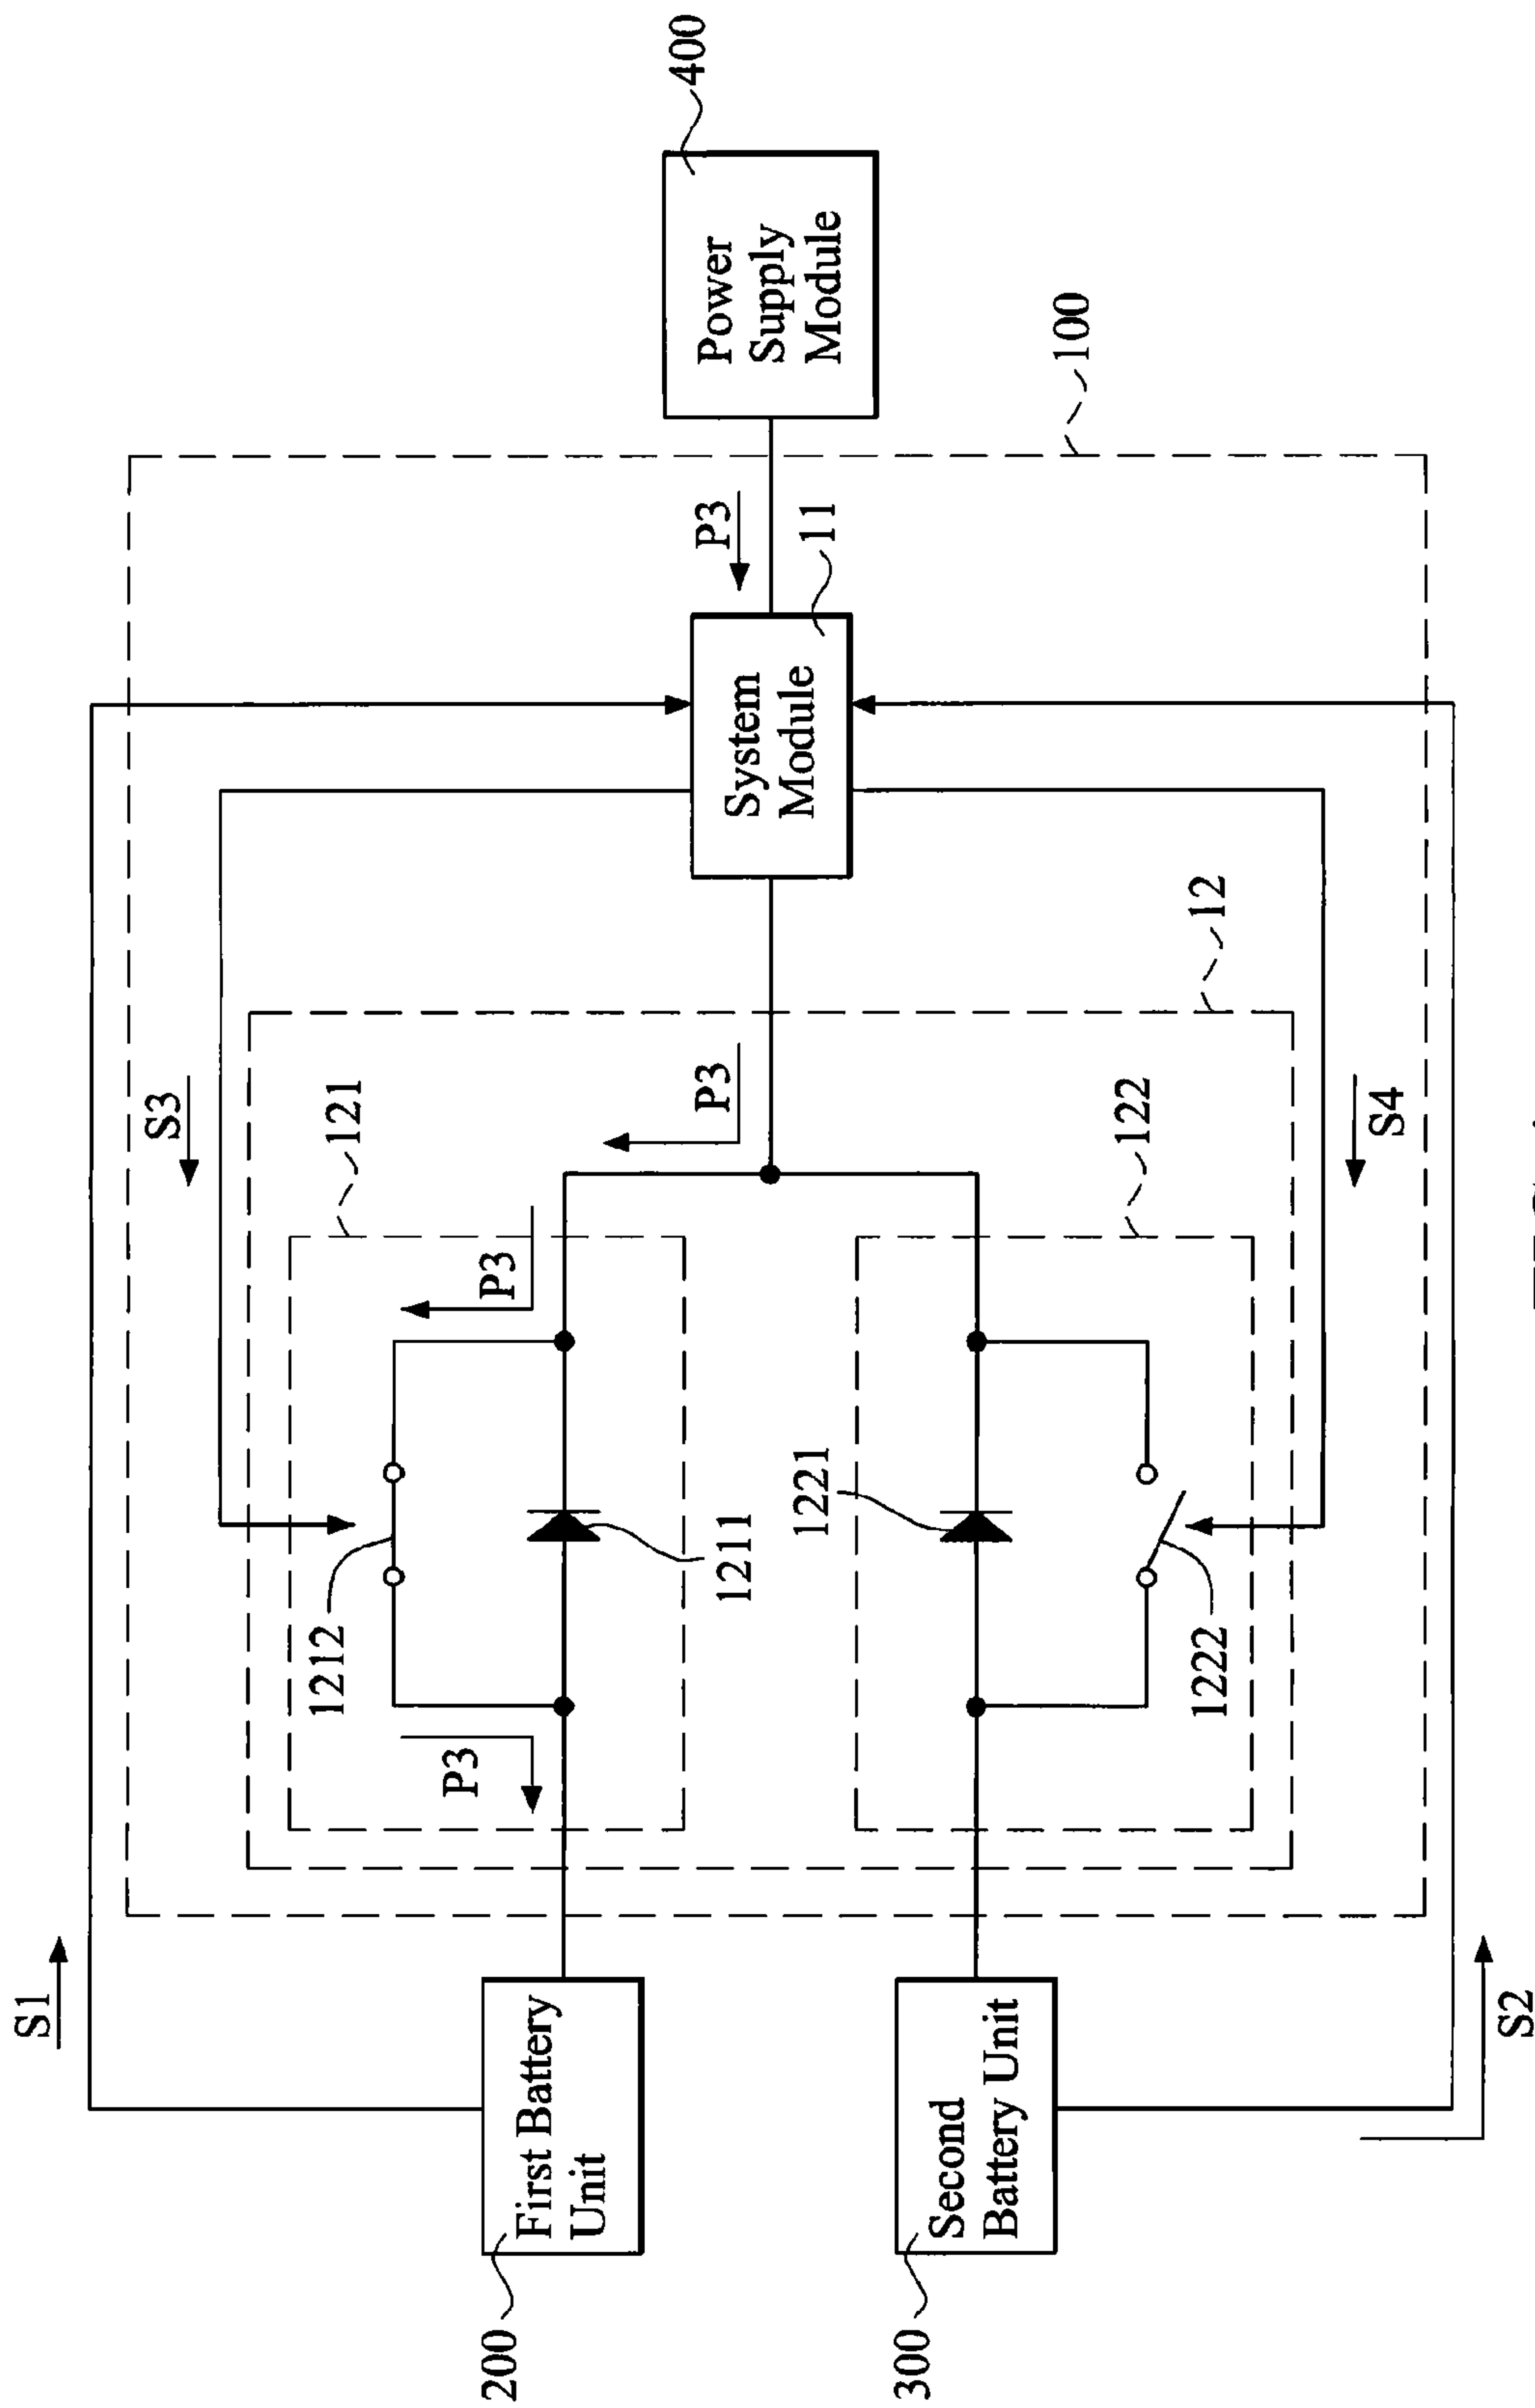 S1
S3
P3
1212
P3
121
P3
1211
P3
First Battery
Unit
200
System
Module
11
Power
Supply
Module
400
1221
122
12
100
Second
Battery Unit
300
1222
S4
S2